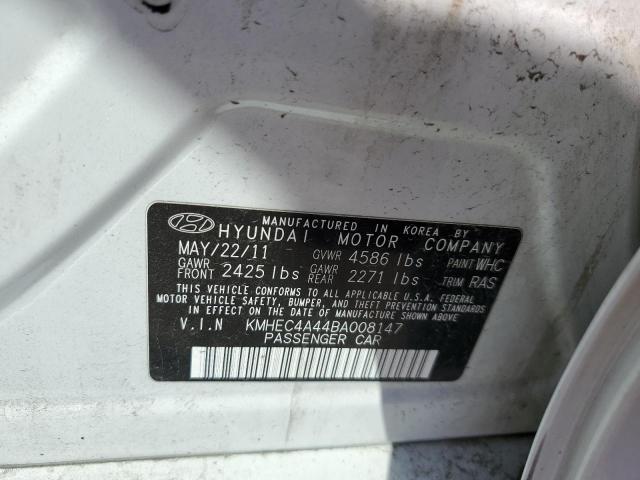 MANUFACTURED IN KOREA BY
HYUNDAI MOTOR COMPANY
MAY/22/11 GVWR 4586 lbs PAINT WHC
GAWR FRONT 2425 lbs GAWR REAR 2271 lbs TRIM RAS
THIS VEHICLE CONFORMS TO ALL APPLICABLE U.S.A. FEDERAL
MOTOR VEHICLE SAFETY, BUMPER, AND THEFT PREVENTION STANDARDS
IN EFFECT ON THE DATE OF MANUFACTURE SHOWN ABOVE.
V.I.N KMHEC4A44BA008147
PASSENGER CAR